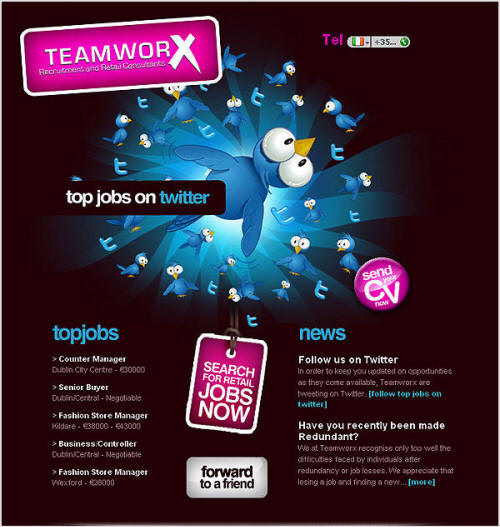 TEAMWORX
Recruitment and Retail Consultants
Tel +35...
top jobs on twitter
send
your
CV
now
topjobs
> Counter Manager
Dublin City Centre - €30000
> Senior Buyer
Dublin/Central - Negotiable
> Fashion Store Manager
Kildare - €38000 - €43000
> Business Controller
Dublin/Central - Negotiable
> Fashion Store Manager
Wexford - €28000
SEARCH
FOR RETAIL
JOBS
NOW
forward
to a friend
news
Follow us on Twitter
In order to keep you updated on opportunities
as they come available, Teamworx are
tweeting on Twitter. [follow top jobs on
twitter]
Have you recently been made
Redundant?
We at Teamworx recognise only too well the
difficulties faced by individuals after
redundancy or job losses. We appreciate that
losing a job and finding a new... [more]